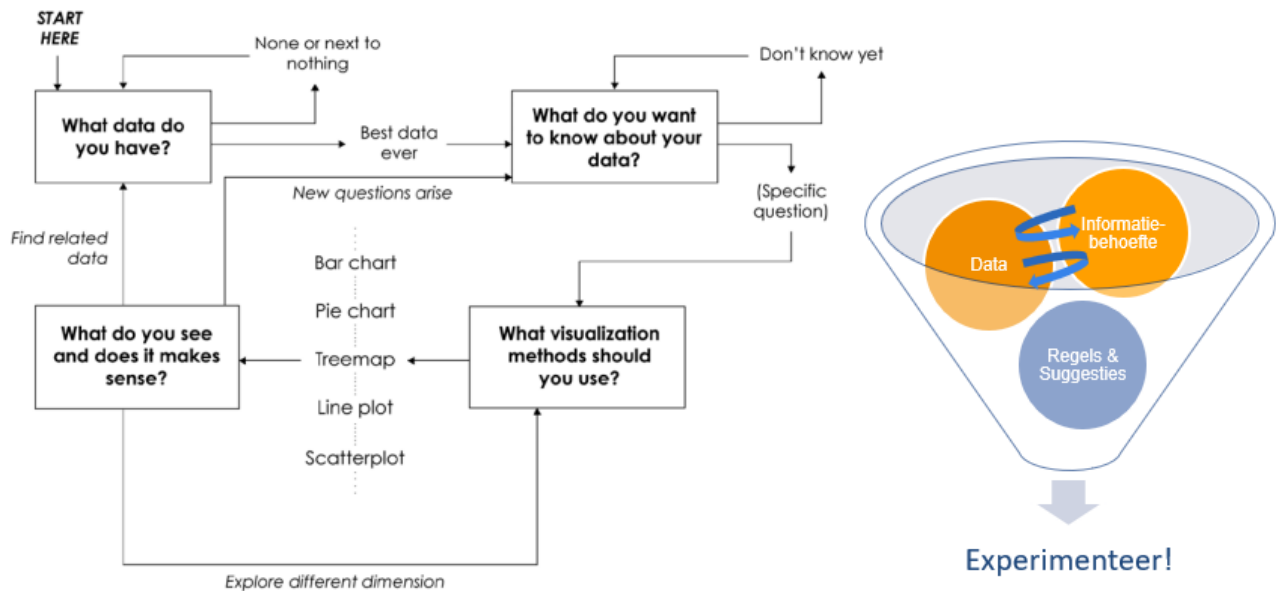 START
HERE
None or next to
nothing
Don't know yet
What data do
you have?
Best data
ever
What do you want
to know about your
data?
New questions arise
(Specific
question)
Find related
data
Bar chart
Pie chart
Treemap
Line plot
Scatterplot
What do you see
and does it makes
sense?
What visualization
methods should
you use?
Explore different dimension
Data
Informatie-
behoefte
Regels &
Suggesties
Experimenteer!